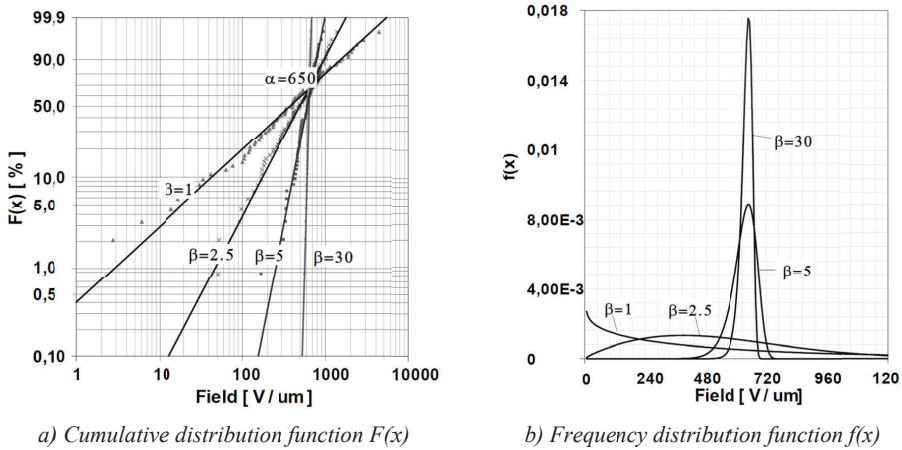 99,9
90,0
50,0
10,0
5,0
1,0
0,5
0,10
F(x) [ % ]
α=650
β=1
β=2.5
β=5
β=30
1
10
100
1000
10000
Field [ V / um ]
a) Cumulative distribution function F(x)
0,018
0,014
0,01
8,00E-3
4,00E-3
0
f(x)
β=30
β=5
β=1
β=2.5
0
240
480
720
960
120
Field [ V / um]
b) Frequency distribution function f(x)